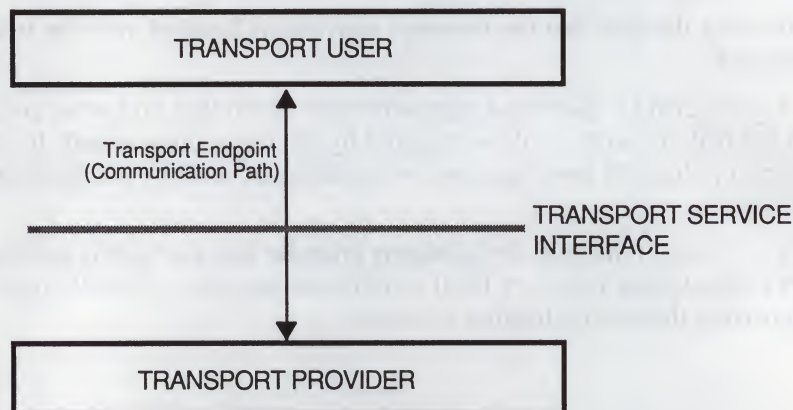 TRANSPORT USER
Transport Endpoint
(Communication Path)
TRANSPORT SERVICE
INTERFACE
TRANSPORT PROVIDER